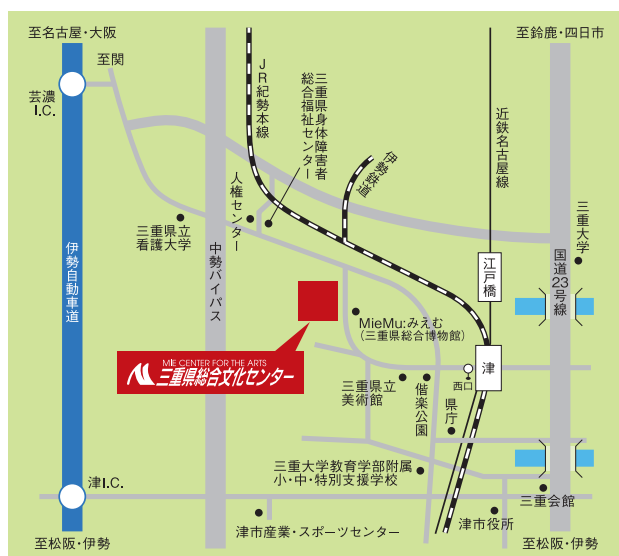 至名古屋・大阪
至鈴鹿・四日市
至関
芸濃
I.C.
JR紀勢本線
三重県身体障害者
総合福祉センター
近鉄名古屋線
伊勢鉄道
人権センター
三重県立
看護大学
三重大学
伊勢自動車道
中勢バイパス
江戸橋
国道23号線
MieMu:みえむ
(三重県総合博物館)
MIE CENTER FOR THE ARTS
三重県総合文化センター
津
西口
三重県立
美術館
偕楽公園
県庁
三重大学教育学部附属
小・中・特別支援学校
津I.C.
三重会館
津市産業・スポーツセンター
津市役所
至松阪・伊勢
至松阪・伊勢